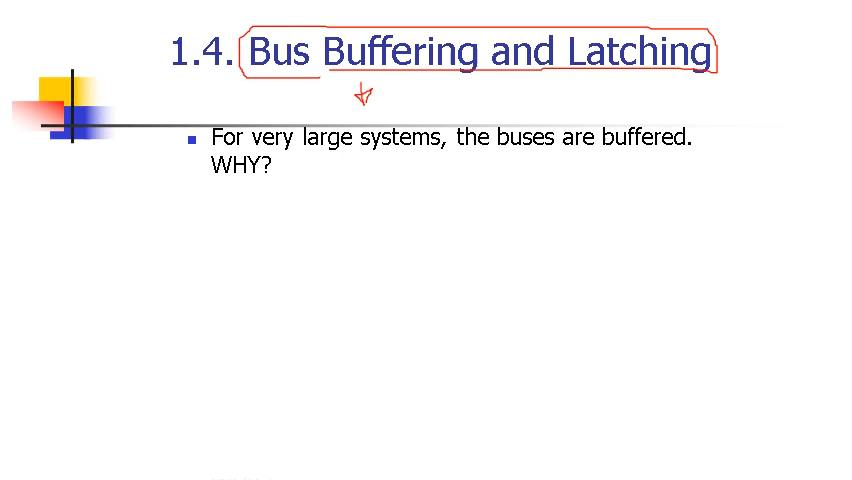 1.4. Bus Buffering and Latching
For very large systems, the buses are buffered.
WHY?